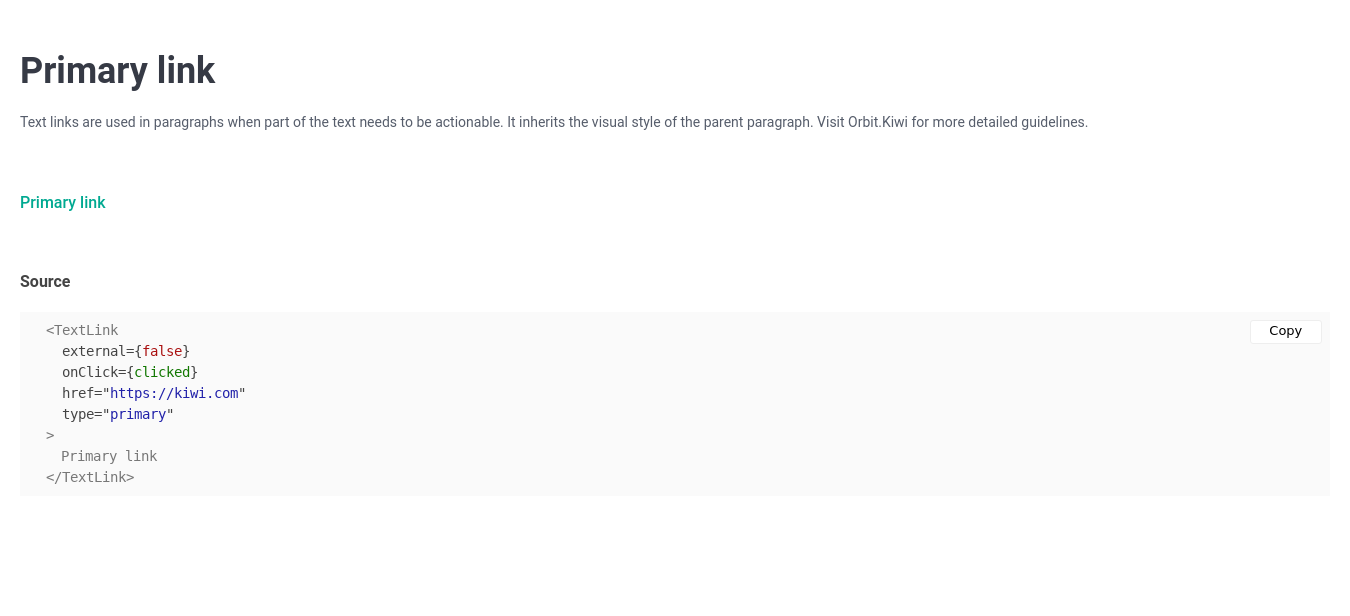 Primary link
Text links are used in paragraphs when part of the text needs to be actionable. It inherits the visual style of the parent paragraph. Visit Orbit.Kiwi for more detailed guidelines.
Primary link
Source
Copy
<TextLink
  external={false}
  onClick={clicked}
  href="https://kiwi.com"
  type="primary"
>
  Primary link
</TextLink>